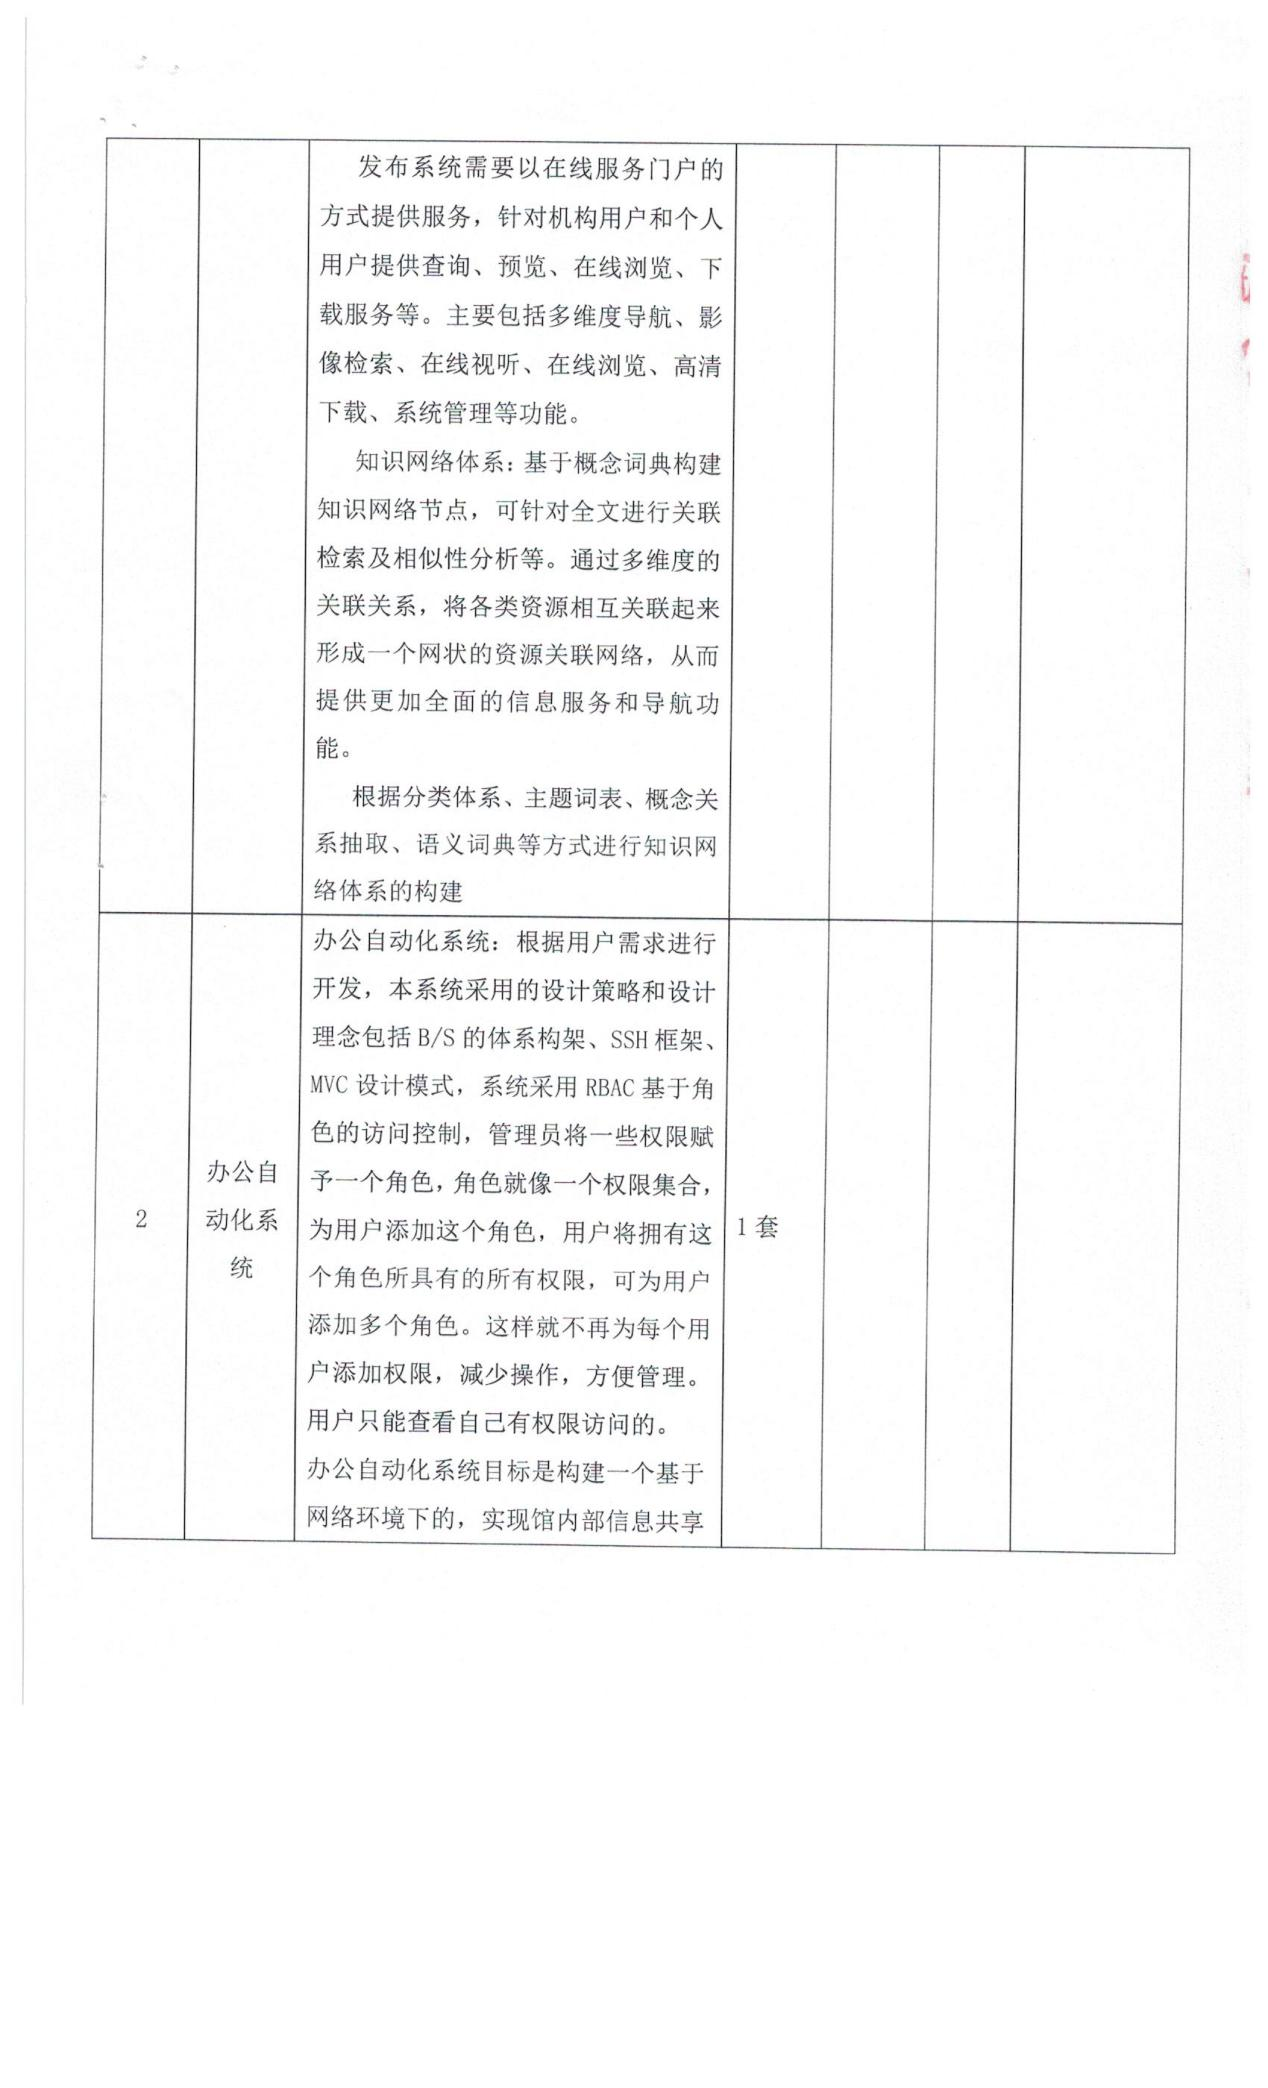 发布系统需要以在线服务门户的
方式提供服务，针对机构用户和个人
用户提供查询、预览、在线浏览、下
载服务等。主要包括多维度导航、影
像检索、在线视听、在线浏览、高清
下载、系统管理等功能。
知识网络体系：基于概念词典构建
知识网络节点，可针对全文进行关联
检索及相似性分析等。通过多维度的
关联关系，将各类资源相互关联起来
形成一个网状的资源关联网络，从而
提供更加全面的信息服务和导航功
能。
根据分类体系、主题词表、概念关
系抽取、语义词典等方式进行知识网
络体系的构建
2
办公自
动化系
统
办公自动化系统：根据用户需求进行
开发，本系统采用的设计策略和设计
理念包括 B/S 的体系构架、SSH 框架、
MVC 设计模式，系统采用 RBAC 基于角
色的访问控制，管理员将一些权限赋
予一个角色，角色就像一个权限集合，
为用户添加这个角色，用户将拥有这
个角色所具有的所有权限，可为用户
添加多个角色。这样就不再为每个用
户添加权限，减少操作，方便管理。
用户只能查看自己有权限访问的。
办公自动化系统目标是构建一个基于
网络环境下的，实现馆内部信息共享
1 套